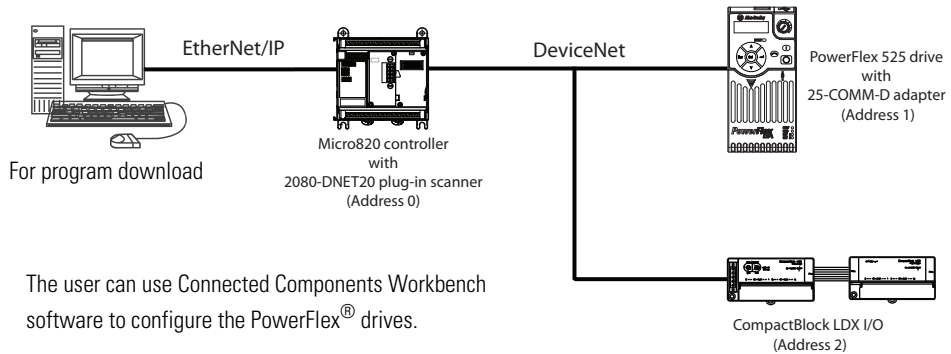 EtherNet/IP
DeviceNet
PowerFlex 525 drive
with
25-COMM-D adapter
(Address 1)
Micro820 controller
with
2080-DNET20 plug-in scanner
(Address 0)
For program download
The user can use Connected Components Workbench
software to configure the PowerFlex® drives.
CompactBlock LDX I/O
(Address 2)